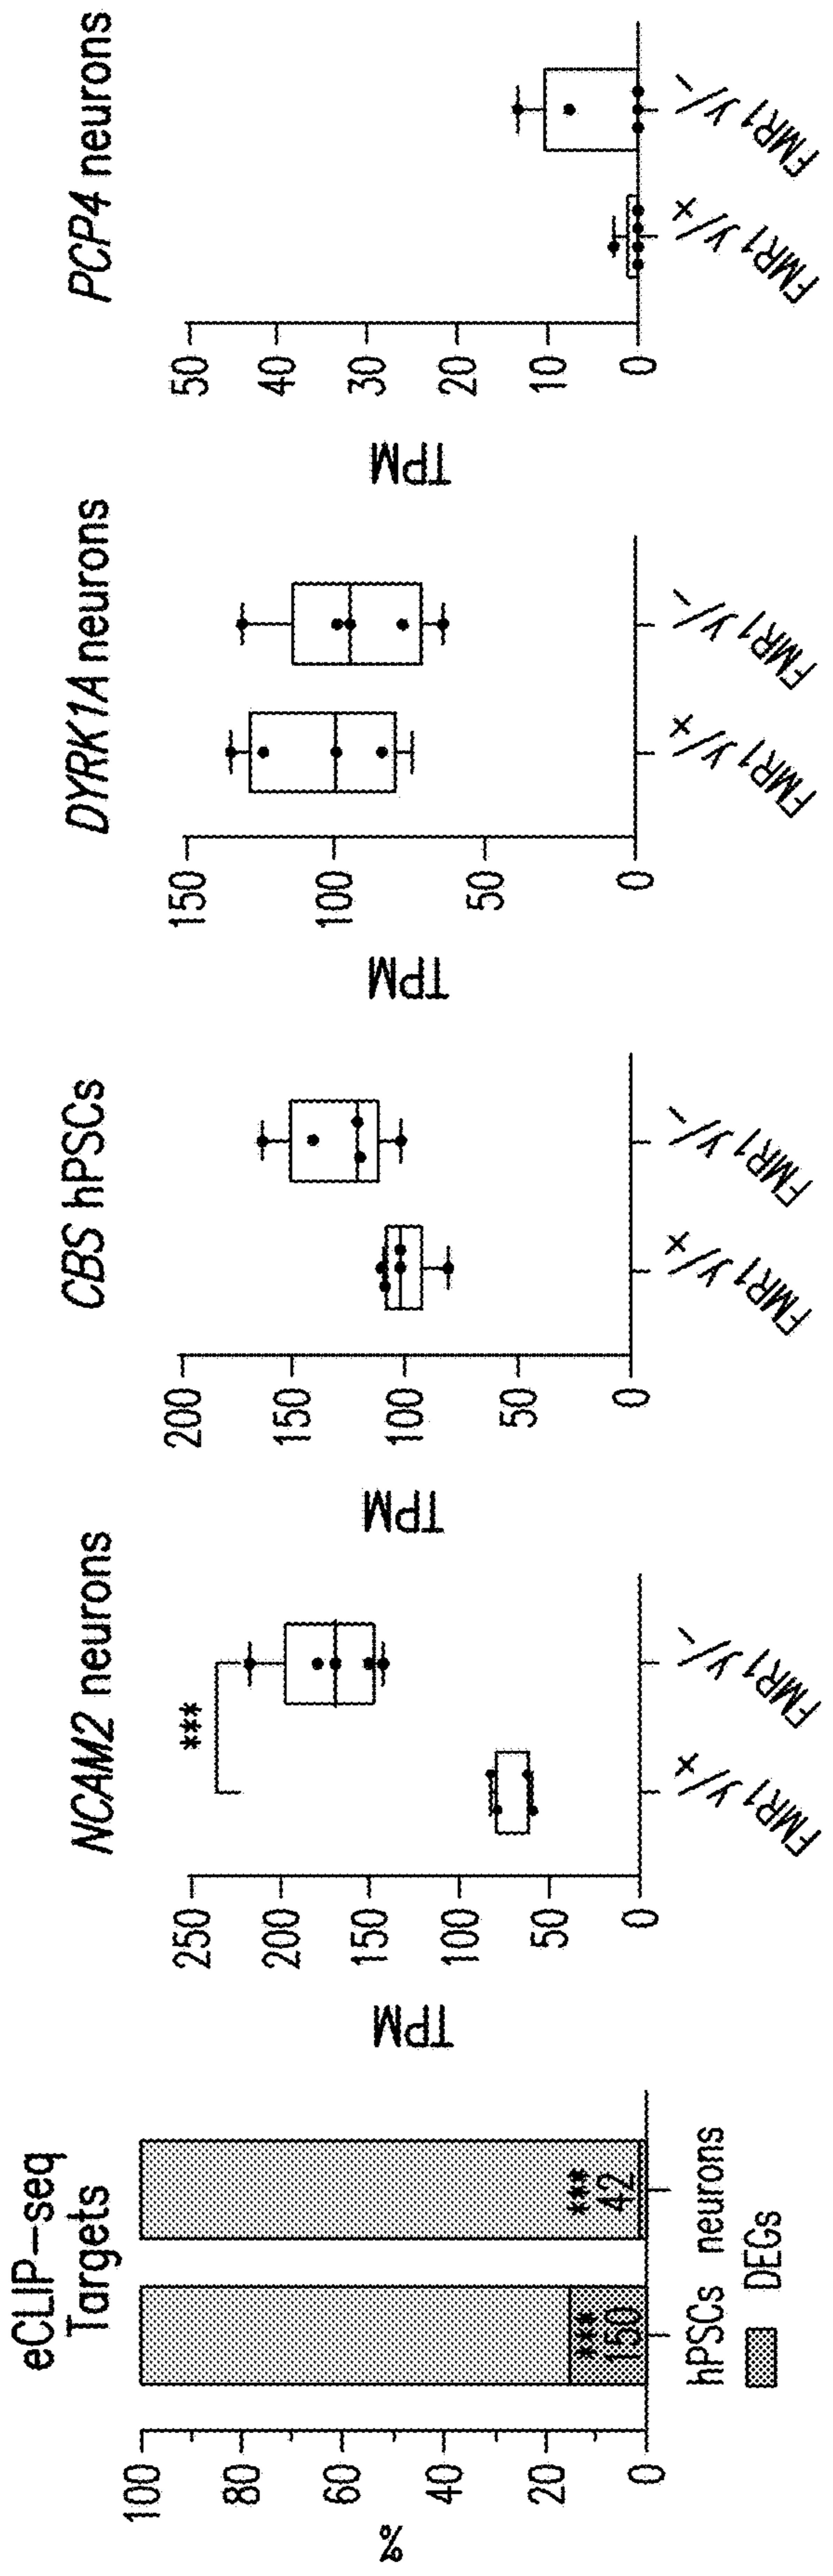 eCLIP-seq
Targets
%
100
80
60
40
20
0
***
150
***
42
hPSCs
neurons
DEGs
NCAM2 neurons
TPM
250
200
150
100
50
0
***
FMR1 y/+
FMR1 y/-
CBS hPSCs
TPM
200
150
100
50
0
FMR1 y/+
FMR1 y/-
DYRK1A neurons
TPM
150
100
50
0
FMR1 y/+
FMR1 y/-
PCP4 neurons
TPM
50
40
30
20
10
0
FMR1 y/+
FMR1 y/-